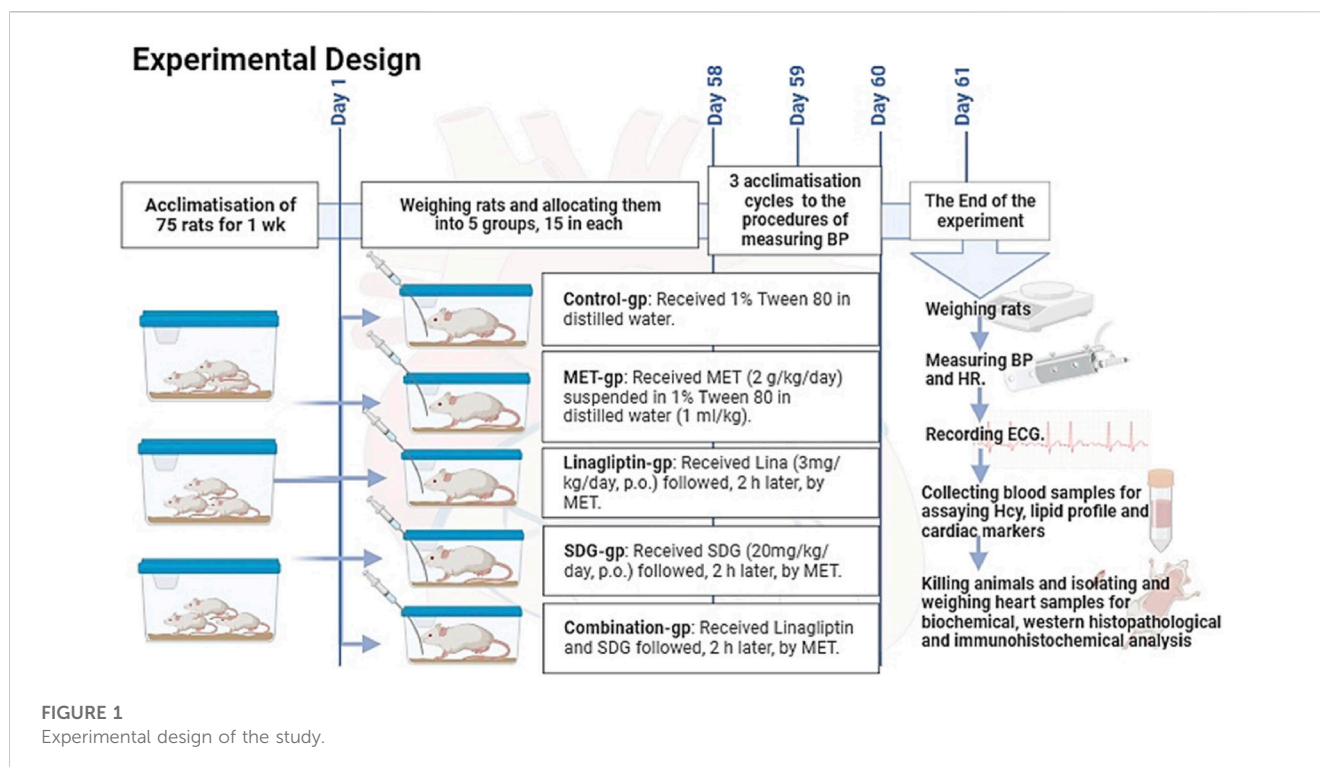 Experimental Design
Day 1
Day 58
Day 59
Day 60
Day 61
Acclimatisation of
75 rats for 1 wk
Weighing rats and allocating them
into 5 groups, 15 in each
3 acclimatisation
cycles to the
procedures of
measuring BP
The End of the
experiment
Control-gp: Received 1% Tween 80 in
distilled water.
MET-gp: Received MET (2 g/kg/day)
suspended in 1% Tween 80 in
distilled water (1 ml/kg).
Linagliptin-gp: Received Lina (3mg/
kg/day, p.o.) followed, 2 h later, by
MET.
SDG-gp: Received SDG (20mg/kg/
day, p.o.) followed, 2 h later, by MET.
Combination-gp: Received Linagliptin
and SDG followed, 2 h later, by MET.
Weighing rats
Measuring BP
and HR.
Recording ECG.
Collecting blood samples for
assaying Hcy, lipid profile and
cardiac markers
Killing animals and isolating and
weighing heart samples for
biochemical, western histopathological
and immunohistochemical analysis
FIGURE 1
Experimental design of the study.